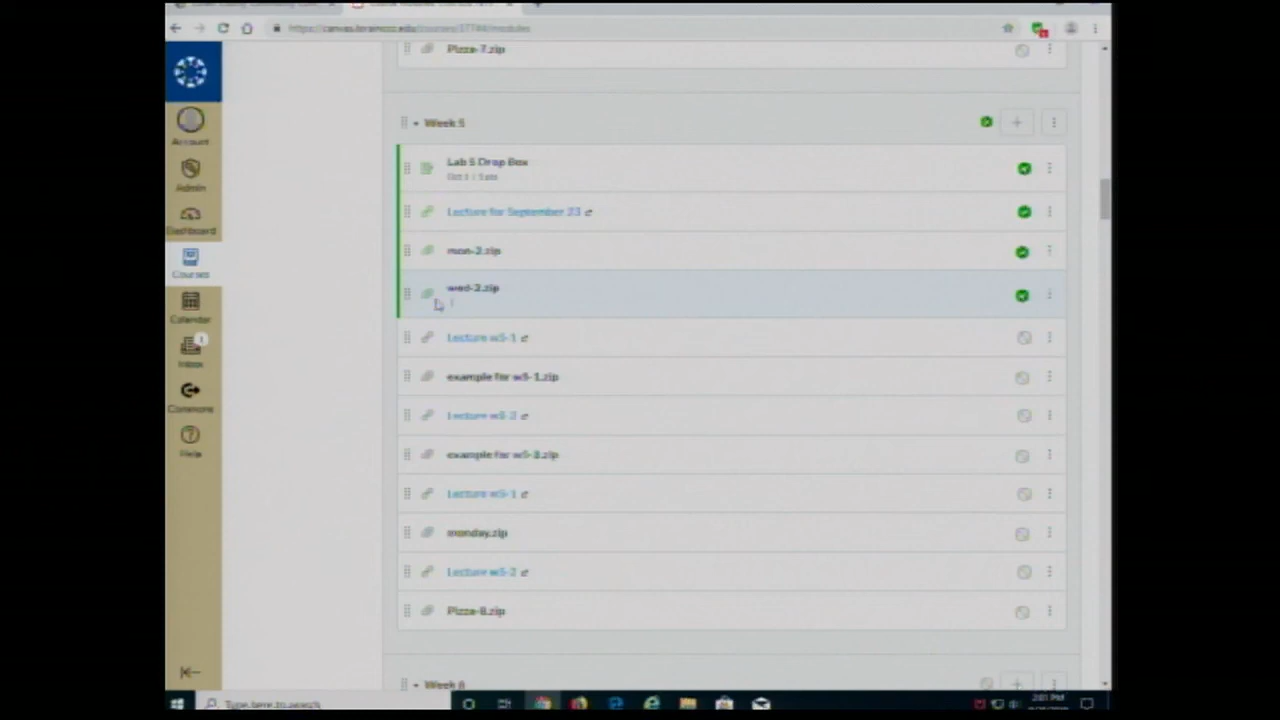 Pizza-7.zip
Week 5
Lab 5 Drop Box
Lecture for September 23
mon-2.zip
wed-2.zip
Lecture w5-1
example for w5-1.zip
Lecture w5-2
example for w5-2.zip
Lecture w5-1
monday.zip
Lecture w5-2
Pizza-8.zip
Week 6
Account
Admin
Dashboard
Courses
Calendar
1
Inbox
Commons
Help
Type here to search